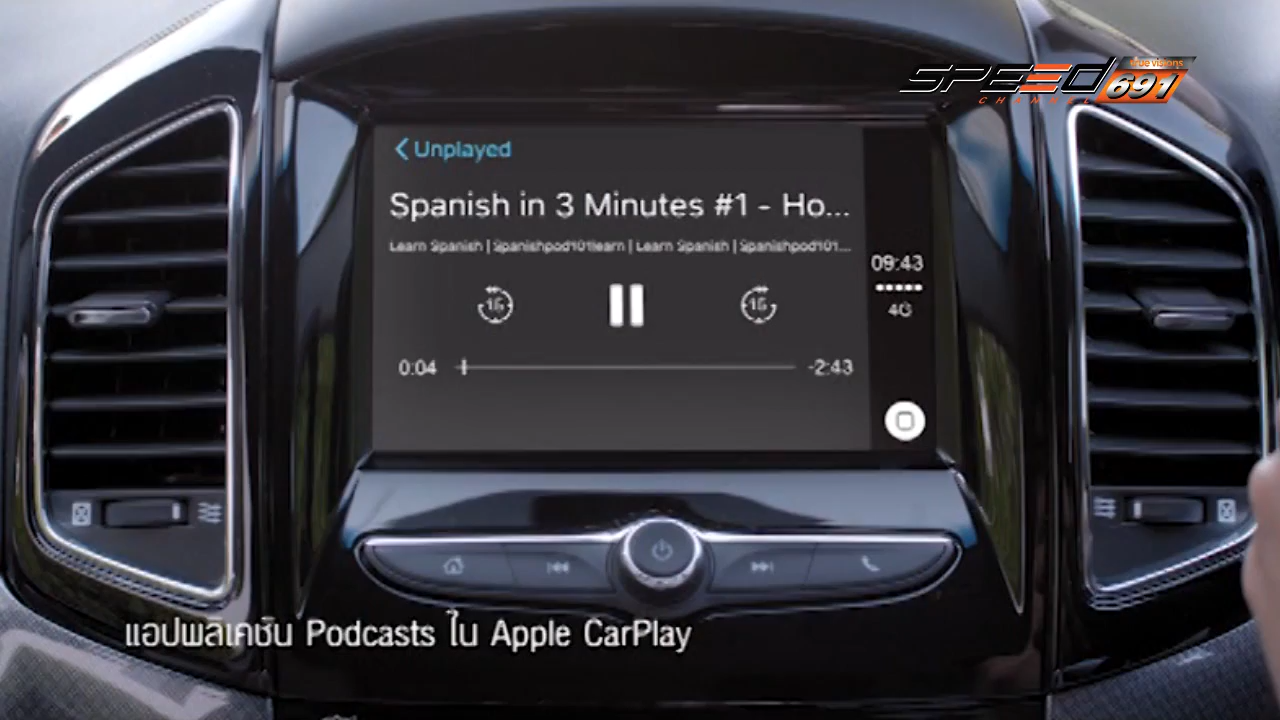 true visions
SPEED 691
CHANNEL
Unplayed
Spanish in 3 Minutes #1 - Ho...
Learn Spanish | Spanishpod101learn | Learn Spanish | Spanishpod101...
09:43
4G
15
15
0:04
-2:43
แอปพลิเคชัน Podcasts ใน Apple CarPlay